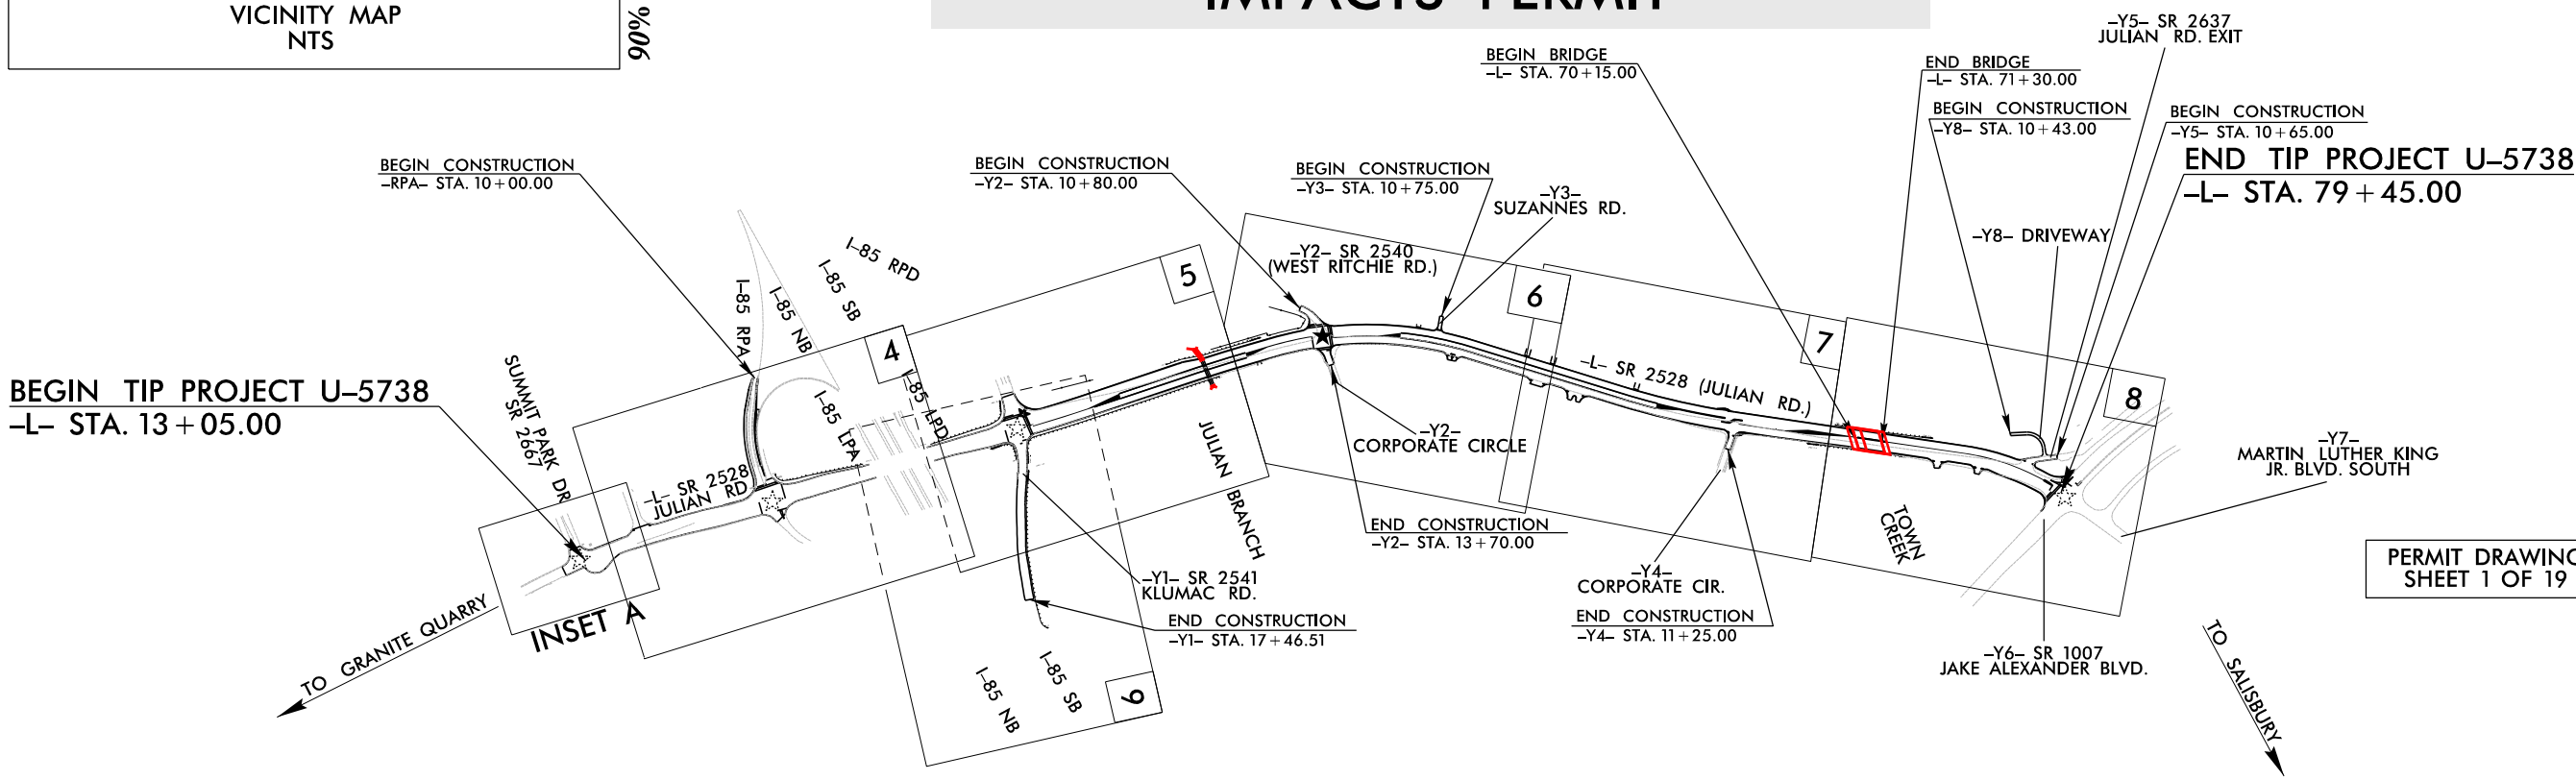 VICINITY MAP
NTS
90%
IMPACTS PERMIT
BEGIN BRIDGE
-L- STA. 70+15.00
-Y5- SR 2637
JULIAN RD. EXIT
END BRIDGE
-L- STA. 71+30.00
BEGIN CONSTRUCTION
-Y8- STA. 10+43.00
BEGIN CONSTRUCTION
-Y5- STA. 10+65.00
END TIP PROJECT U-5738
-L- STA. 79+45.00
BEGIN CONSTRUCTION
-RPA- STA. 10+00.00
BEGIN CONSTRUCTION
-Y2- STA. 10+80.00
BEGIN CONSTRUCTION
-Y3- STA. 10+75.00
-Y3-
SUZANNES RD.
-Y8- DRIVEWAY
-Y2- SR 2540
(WEST RITCHIE RD.)
I-85 RPD
I-85 SB
I-85 NB
I-85 RPA
5
6
7
4
8
BEGIN TIP PROJECT U-5738
-L- STA. 13+05.00
SUMMIT PARK DR
SR 2667
I-85 LPA
I-85 LPD
-L- SR 2528 (JULIAN RD.)
-L- SR 2528
JULIAN RD
JULIAN BRANCH
-Y2-
CORPORATE CIRCLE
-Y7-
MARTIN LUTHER KING
JR. BLVD. SOUTH
TOWN
CREEK
END CONSTRUCTION
-Y2- STA. 13+70.00
PERMIT DRAWING
SHEET 1 OF 19
-Y1- SR 2541
KLUMAC RD.
END CONSTRUCTION
-Y1- STA. 17+46.51
-Y4-
CORPORATE CIR.
END CONSTRUCTION
-Y4- STA. 11+25.00
-Y6- SR 1007
JAKE ALEXANDER BLVD.
INSET A
TO GRANITE QUARRY
I-85 NB
I-85 SB
9
TO SALISBURY